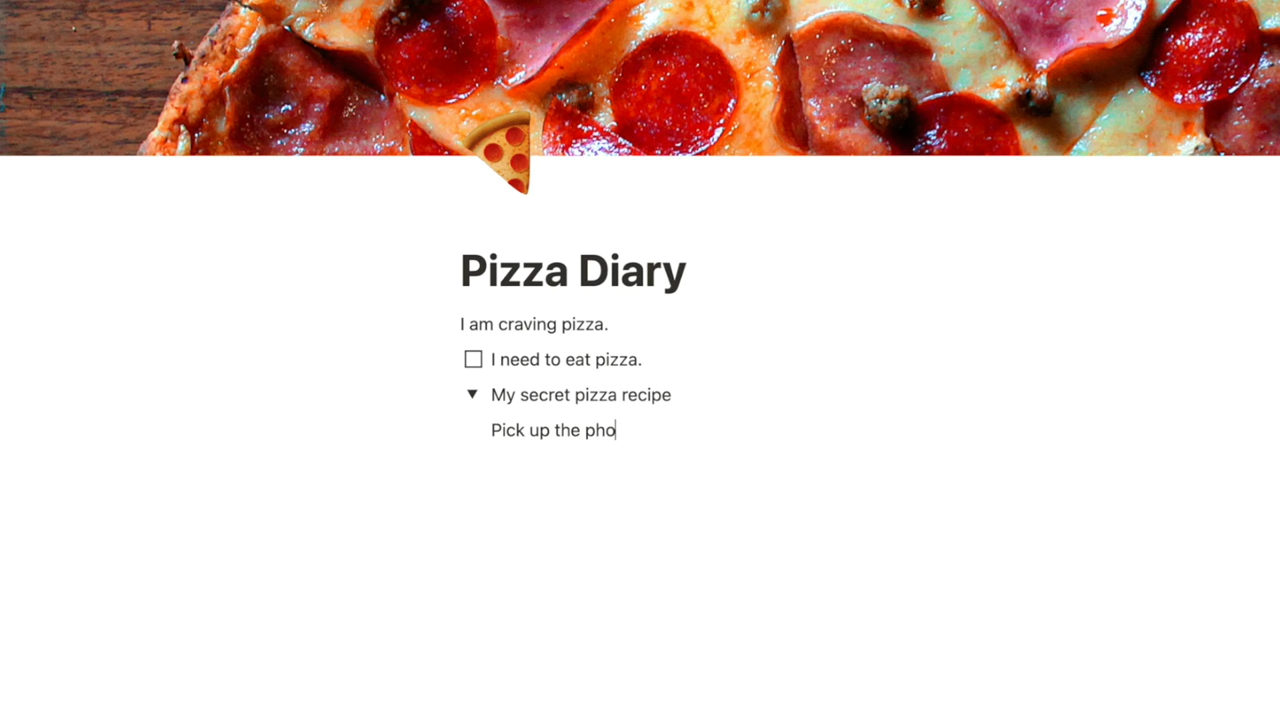 Pizza Diary
I am craving pizza.
I need to eat pizza.
My secret pizza recipe
Pick up the pho